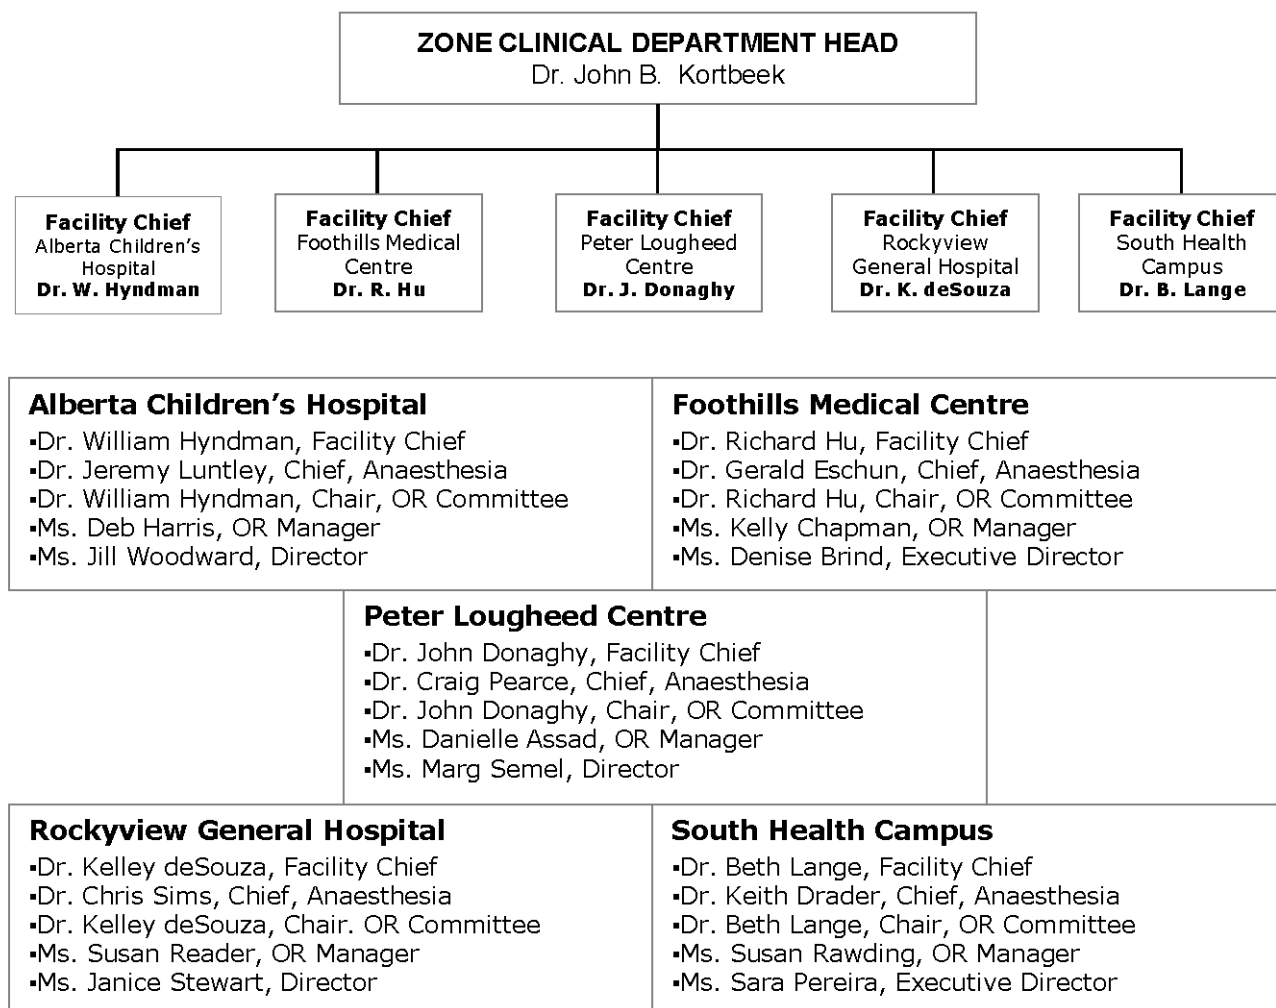 ZONE CLINICAL DEPARTMENT HEAD
Dr. John B. Kortbeek
Facility Chief
Alberta Children's
Hospital
Dr. W. Hyndman
Facility Chief
Foothills Medical
Centre
Dr. R. Hu
Facility Chief
Peter Lougheed
Centre
Dr. J. Donaghy
Facility Chief
Rockyview
General Hospital
Dr. K. deSouza
Facility Chief
South Health
Campus
Dr. B. Lange
Alberta Children's Hospital
▪Dr. William Hyndman, Facility Chief
▪Dr. Jeremy Luntley, Chief, Anaesthesia
▪Dr. William Hyndman, Chair, OR Committee
▪Ms. Deb Harris, OR Manager
▪Ms. Jill Woodward, Director
Foothills Medical Centre
▪Dr. Richard Hu, Facility Chief
▪Dr. Gerald Eschun, Chief, Anaesthesia
▪Dr. Richard Hu, Chair, OR Committee
▪Ms. Kelly Chapman, OR Manager
▪Ms. Denise Brind, Executive Director
Peter Lougheed Centre
▪Dr. John Donaghy, Facility Chief
▪Dr. Craig Pearce, Chief, Anaesthesia
▪Dr. John Donaghy, Chair, OR Committee
▪Ms. Danielle Assad, OR Manager
▪Ms. Marg Semel, Director
Rockyview General Hospital
▪Dr. Kelley deSouza, Facility Chief
▪Dr. Chris Sims, Chief, Anaesthesia
▪Dr. Kelley deSouza, Chair. OR Committee
▪Ms. Susan Reader, OR Manager
▪Ms. Janice Stewart, Director
South Health Campus
▪Dr. Beth Lange, Facility Chief
▪Dr. Keith Drader, Chief, Anaesthesia
▪Dr. Beth Lange, Chair, OR Committee
▪Ms. Susan Rawding, OR Manager
▪Ms. Sara Pereira, Executive Director